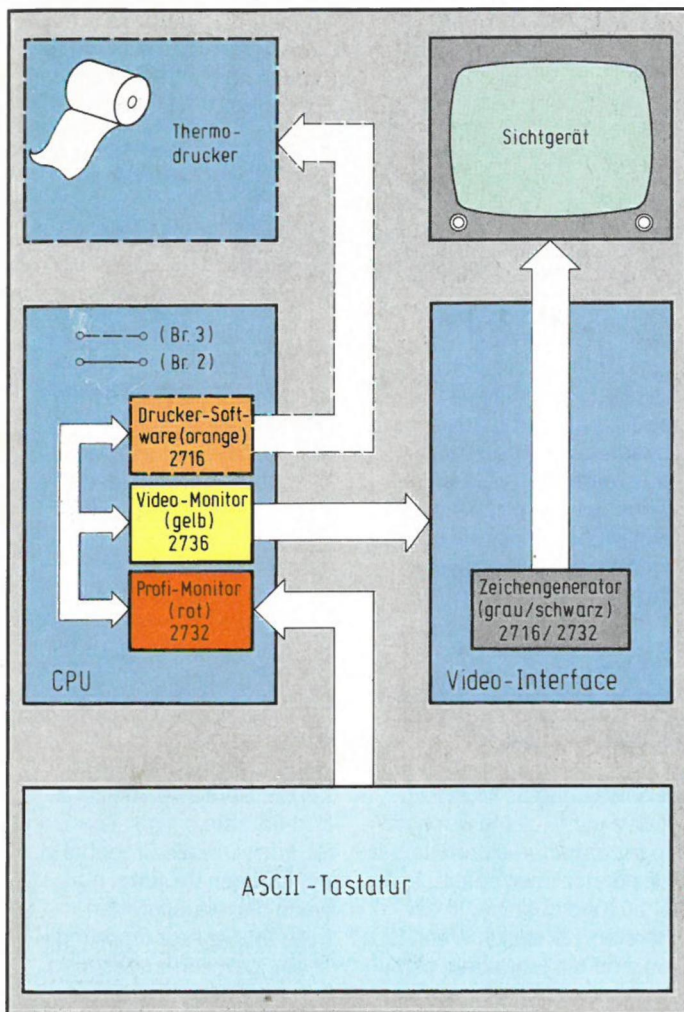 Thermo-
drucker
Sichtgerät
(Br. 3)
(Br. 2)
Drucker-Soft-
ware (orange)
2716
Video-Monitor
(gelb)
2736
Profi-Monitor
(rot)
2732
CPU
Zeichengenerator
(grau/schwarz)
2716/2732
Video-Interface
ASCII-Tastatur